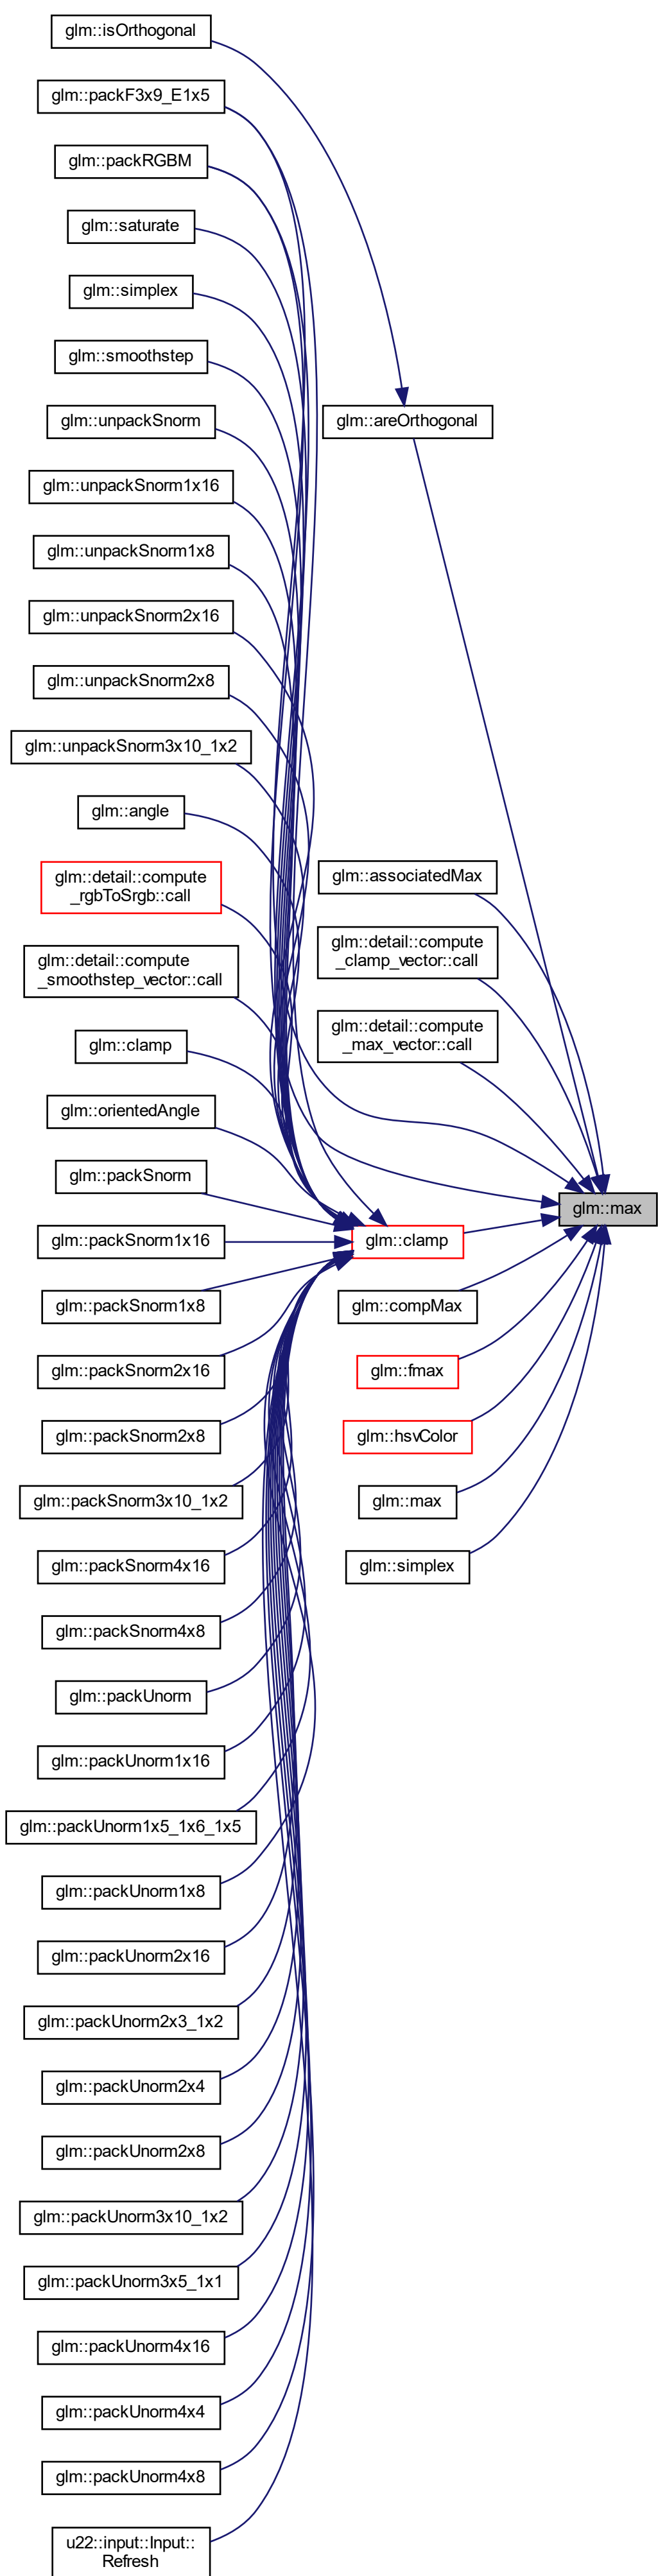 glm::isOrthogonal
glm::packF3x9_E1x5
glm::packRGBM
glm::saturate
glm::simplex
glm::smoothstep
glm::unpackSnorm
glm::unpackSnorm1x16
glm::unpackSnorm1x8
glm::unpackSnorm2x16
glm::unpackSnorm2x8
glm::unpackSnorm3x10_1x2
glm::angle
glm::detail::compute
_rgbToSrgb::call
glm::detail::compute
_smoothstep_vector::call
glm::clamp
glm::orientedAngle
glm::packSnorm
glm::packSnorm1x16
glm::packSnorm1x8
glm::packSnorm2x16
glm::packSnorm2x8
glm::packSnorm3x10_1x2
glm::packSnorm4x16
glm::packSnorm4x8
glm::packUnorm
glm::packUnorm1x16
glm::packUnorm1x5_1x6_1x5
glm::packUnorm1x8
glm::packUnorm2x16
glm::packUnorm2x3_1x2
glm::packUnorm2x4
glm::packUnorm2x8
glm::packUnorm3x10_1x2
glm::packUnorm3x5_1x1
glm::packUnorm4x16
glm::packUnorm4x4
glm::packUnorm4x8
u22::input::Input::
Refresh
glm::areOrthogonal
glm::associatedMax
glm::detail::compute
_clamp_vector::call
glm::detail::compute
_max_vector::call
glm::clamp
glm::compMax
glm::fmax
glm::hsvColor
glm::max
glm::simplex
glm::max